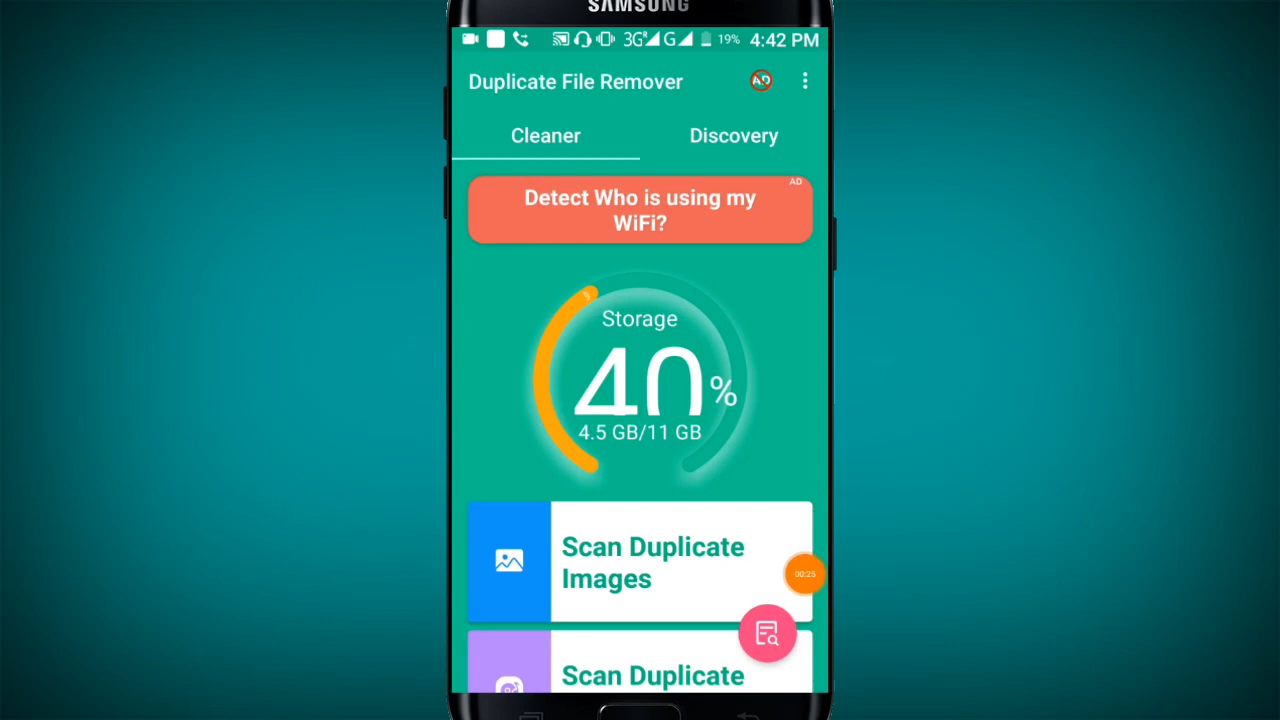 SAMSUNG
3G R G 19% 4:42 PM
Duplicate File Remover
AD
Cleaner Discovery
AD
Detect Who is using my
WiFi?
Storage
40%
4.5 GB/11 GB
Scan Duplicate
Images
00:25
Scan Duplicate